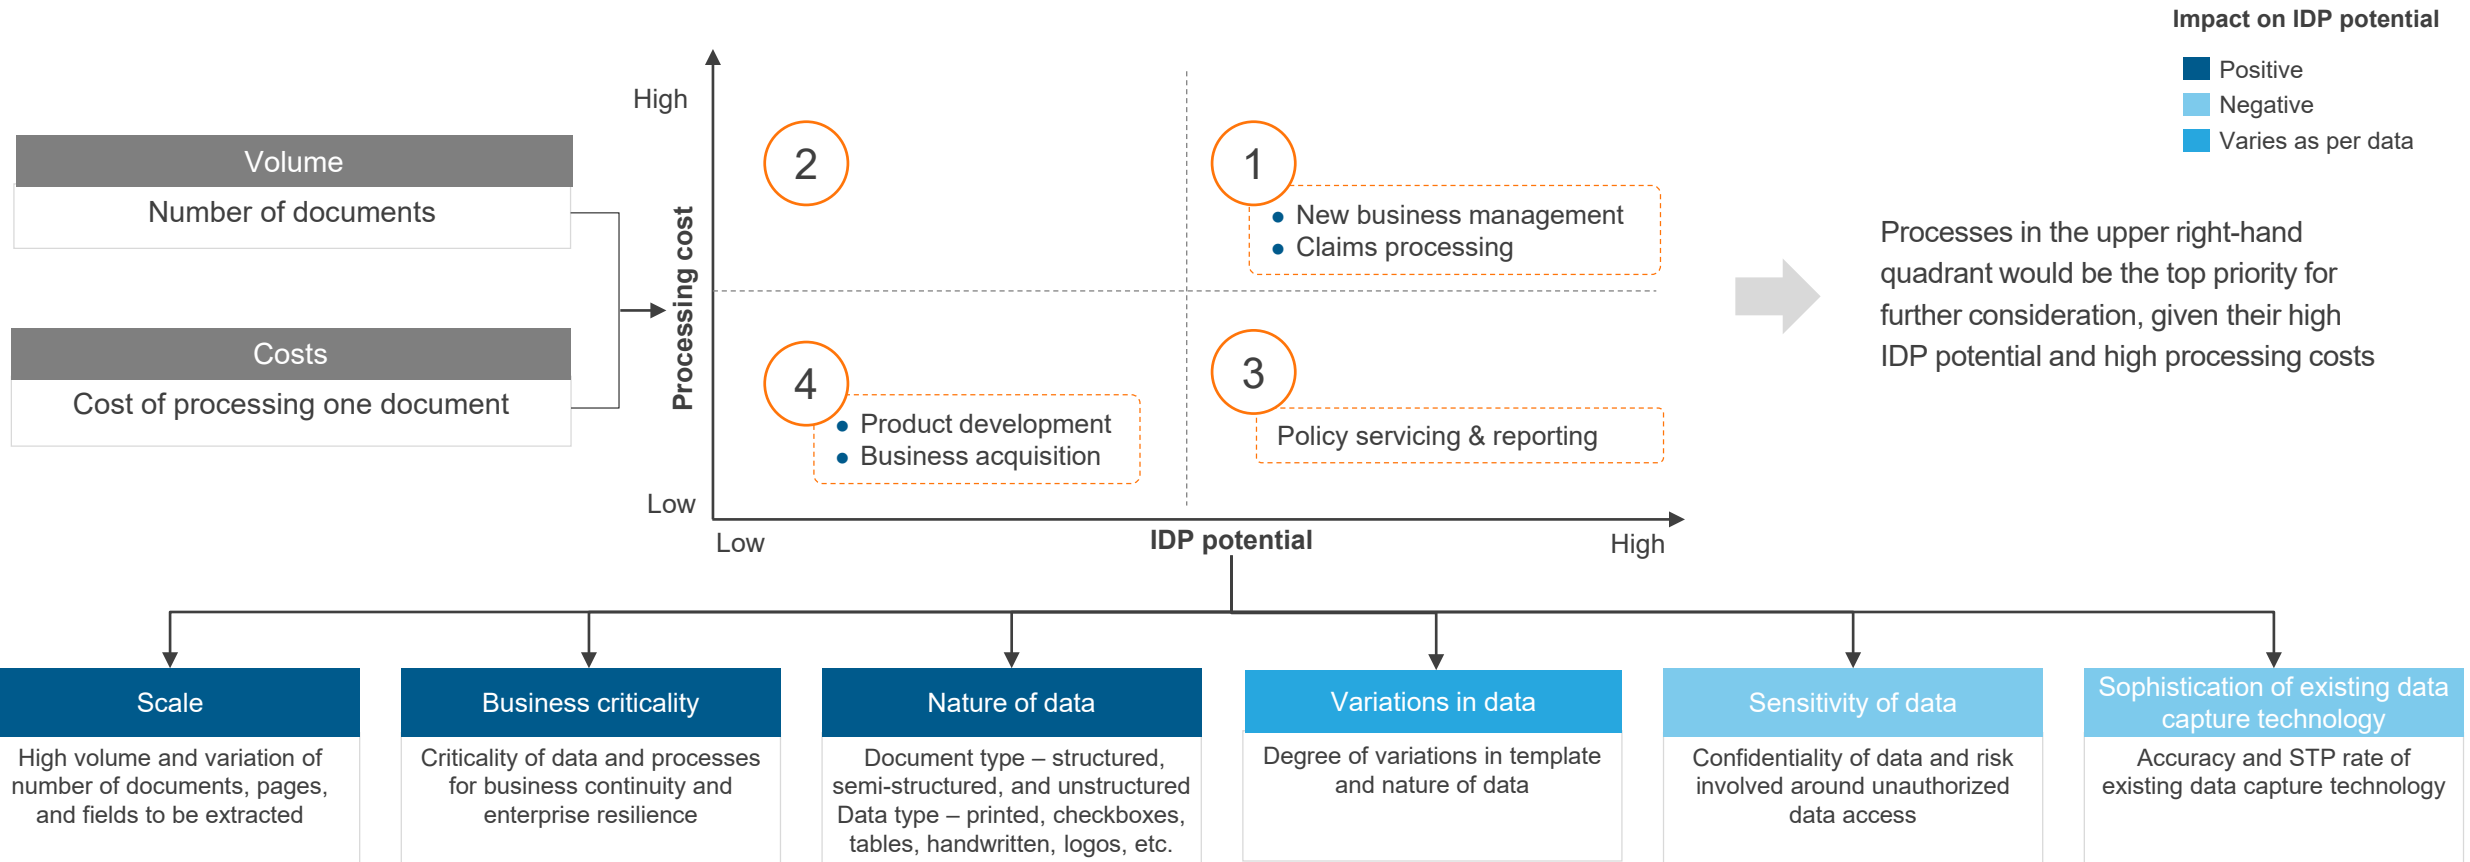 Impact on IDP potential
Positive
Negative
Varies as per data
Volume
Number of documents
Costs
Cost of processing one document
Processing cost
High
Low
2
1
New business management
Claims processing
4
Product development
Business acquisition
3
Policy servicing & reporting
Low
IDP potential
High
Processes in the upper right-hand
quadrant would be the top priority for
further consideration, given their high
IDP potential and high processing costs
Scale
High volume and variation of
number of documents, pages,
and fields to be extracted
Business criticality
Criticality of data and processes
for business continuity and
enterprise resilience
Nature of data
Document type – structured,
semi-structured, and unstructured
Data type – printed, checkboxes,
tables, handwritten, logos, etc.
Variations in data
Degree of variations in template
and nature of data
Sensitivity of data
Confidentiality of data and risk
involved around unauthorized
data access
Sophistication of existing data
capture technology
Accuracy and STP rate of
existing data capture technology